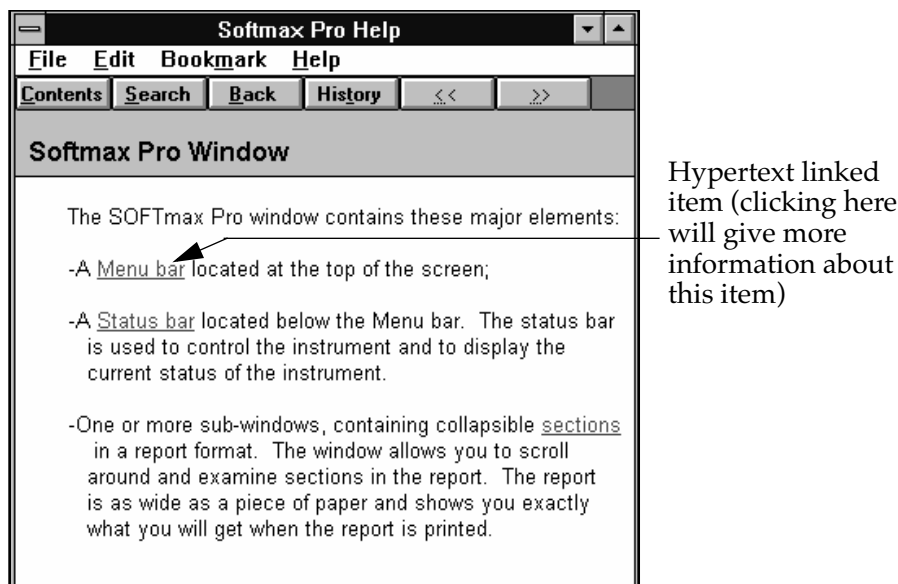 Softmax Pro Help
File Edit Bookmark Help
Contents Search Back History << >>
Softmax Pro Window
The SOFTmax Pro window contains these major elements:
-A Menu bar located at the top of the screen;
-A Status bar located below the Menu bar. The status bar
is used to control the instrument and to display the
current status of the instrument.
-One or more sub-windows, containing collapsible sections
in a report format. The window allows you to scroll
around and examine sections in the report. The report
is as wide as a piece of paper and shows you exactly
what you will get when the report is printed.
Hypertext linked
item (clicking here
will give more
information about
this item)